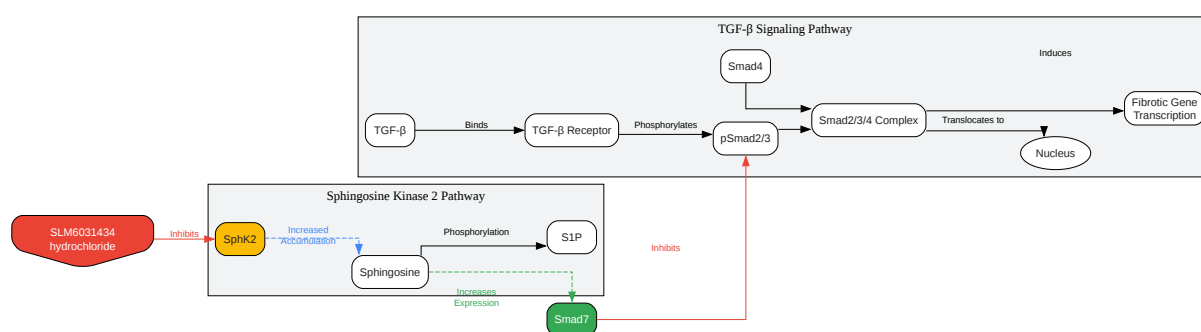 TGF-β Signaling Pathway
Induces
Smad4
Fibrotic Gene
Transcription
Smad2/3/4 Complex
Translocates to
TGF-β
Binds
TGF-β Receptor
Phosphorylates
pSmad2/3
Nucleus
Sphingosine Kinase 2 Pathway
SLM6031434
hydrochloride
Inhibits
SphK2
Increased
Accumulation
Phosphorylation
S1P
Inhibits
Sphingosine
Increases
Expression
Smad7